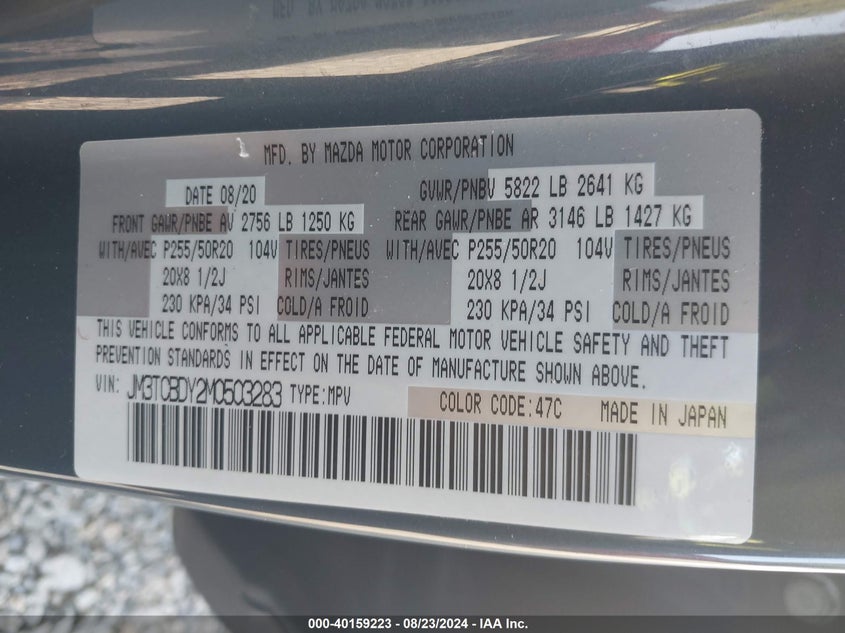 MFD. BY MAZDA MOTOR CORPORATION
DATE 08/20 GVWR/PNBV 5822 LB 2641 KG
FRONT GAWR/PNBE AV 2756 LB 1250 KG REAR GAWR/PNBE AR 3146 LB 1427 KG
WITH/AVEC P255/50R20 104V TIRES/PNEUS WITH/AVEC P255/50R20 104V TIRES/PNEUS
20X8 1/2J RIMS/JANTES 20X8 1/2J RIMS/JANTES
230 KPA/34 PSI COLD/A FROID 230 KPA/34 PSI COLD/A FROID
THIS VEHICLE CONFORMS TO ALL APPLICABLE FEDERAL MOTOR VEHICLE SAFETY AND THEFT
PREVENTION STANDARDS IN EFFECT ON THE DATE OF MANUFACTURE SHOWN ABOVE.
VIN: JM3TCBDY2M0503283 TYPE:MPV COLOR CODE:47C MADE IN JAPAN
000-40159223 - 08/23/2024 - IAA Inc.